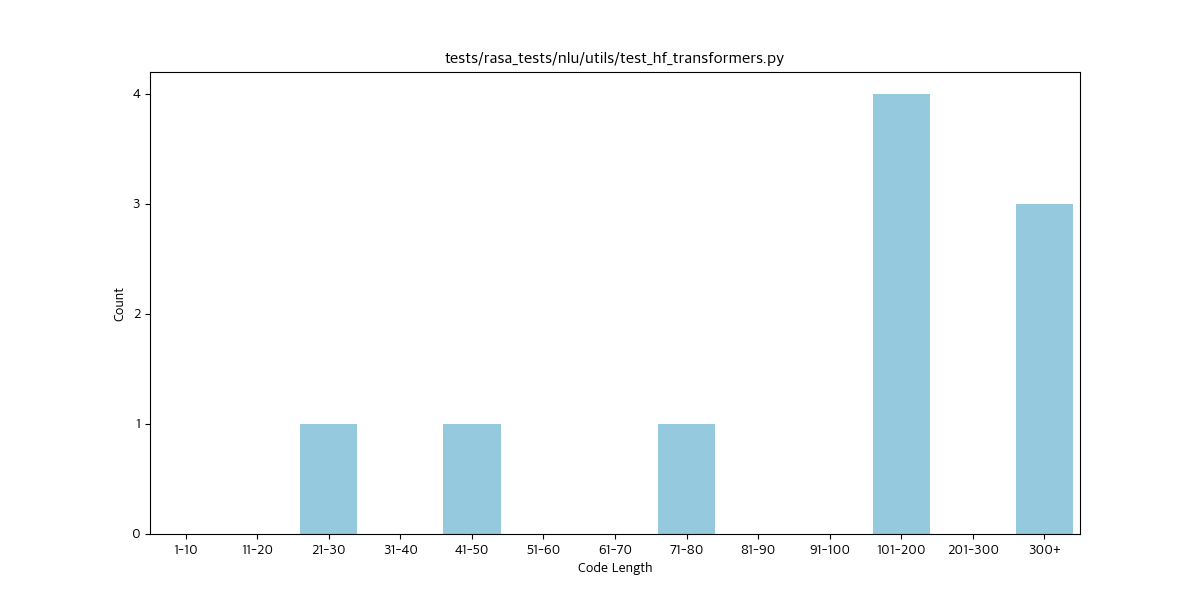 tests/rasa_tests/nlu/utils/test_hf_transformers.py
4
3
2
1
0
Count
1-10 11-20 21-30 31-40 41-50 51-60 61-70 71-80 81-90 91-100 101-200 201-300 300+
Code Length